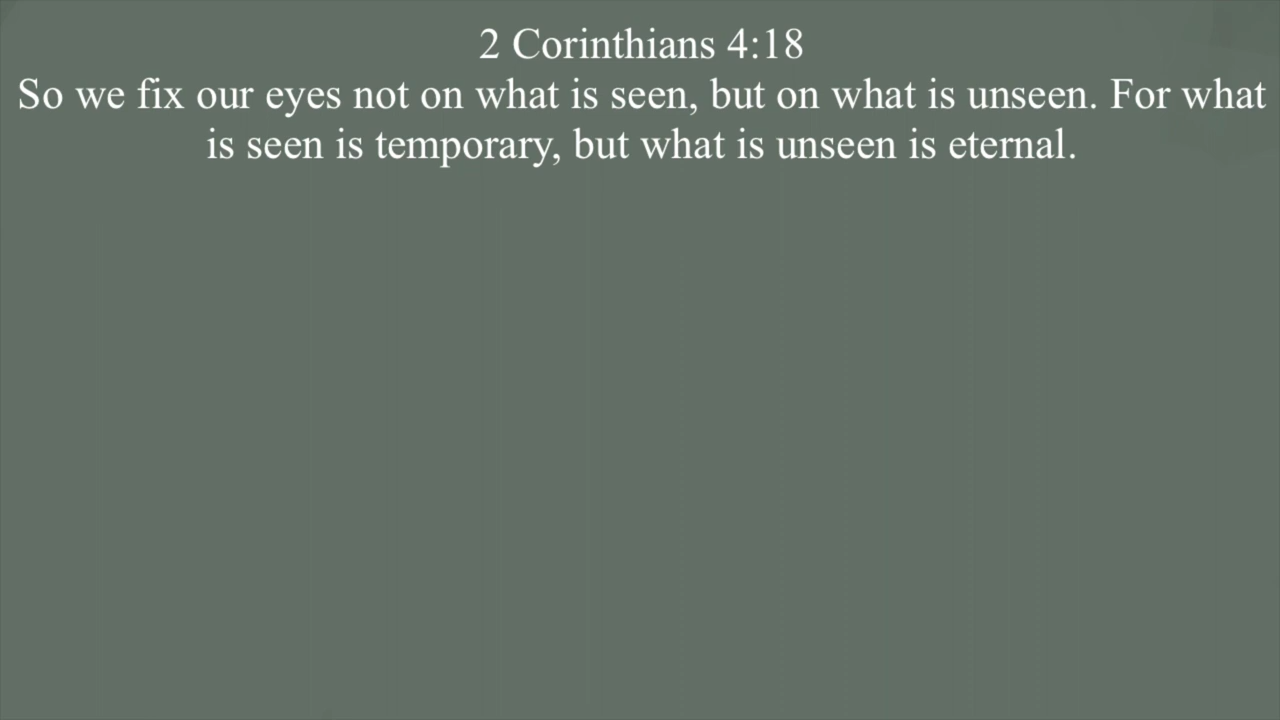 2 Corinthians 4:18
So we fix our eyes not on what is seen, but on what is unseen. For what
is seen is temporary, but what is unseen is eternal.